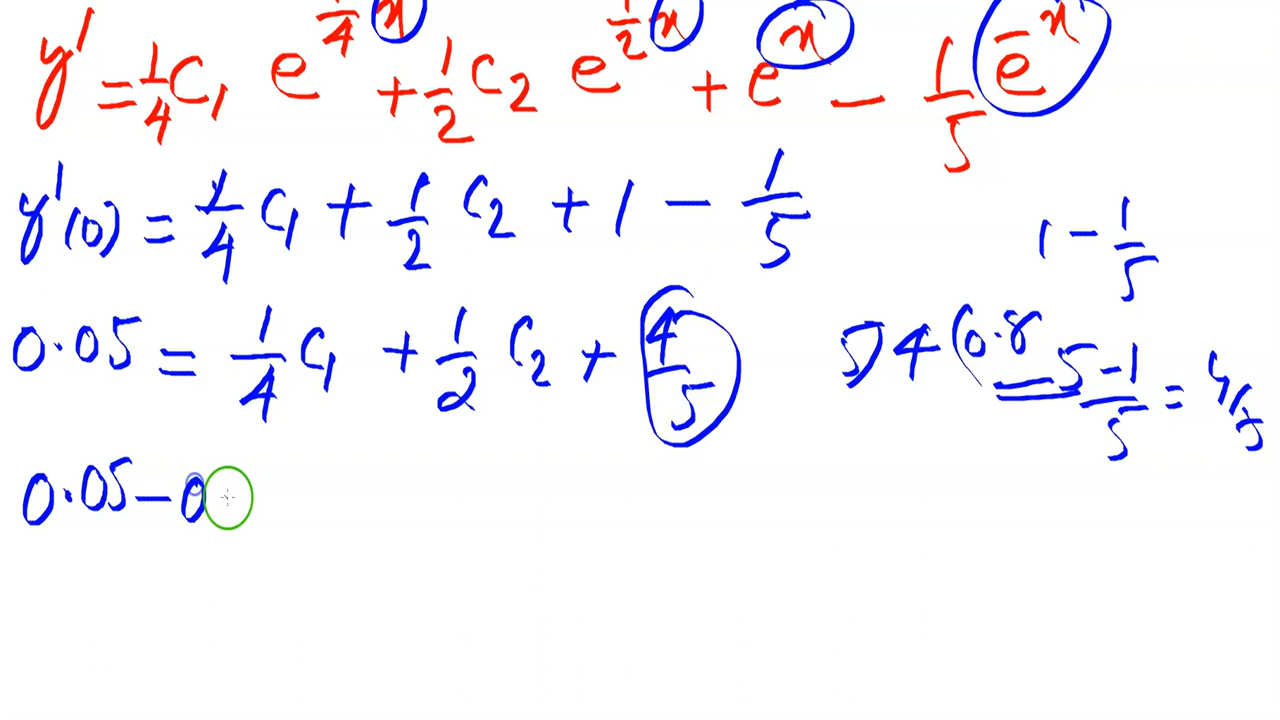 y' = 1/4 C₁ e^(1/4 x) + 1/2 C₂ e^(1/2 x) + e^x − 1/5 e^-x
y'(0) = 1/4 C₁ + 1/2 C₂ + 1 − 1/5
1 − 1/5
0.05 = 1/4 C₁ + 1/2 C₂ + 4/5
5) 4 (0.8
5−1/5 = 4/5
0.05 − 0